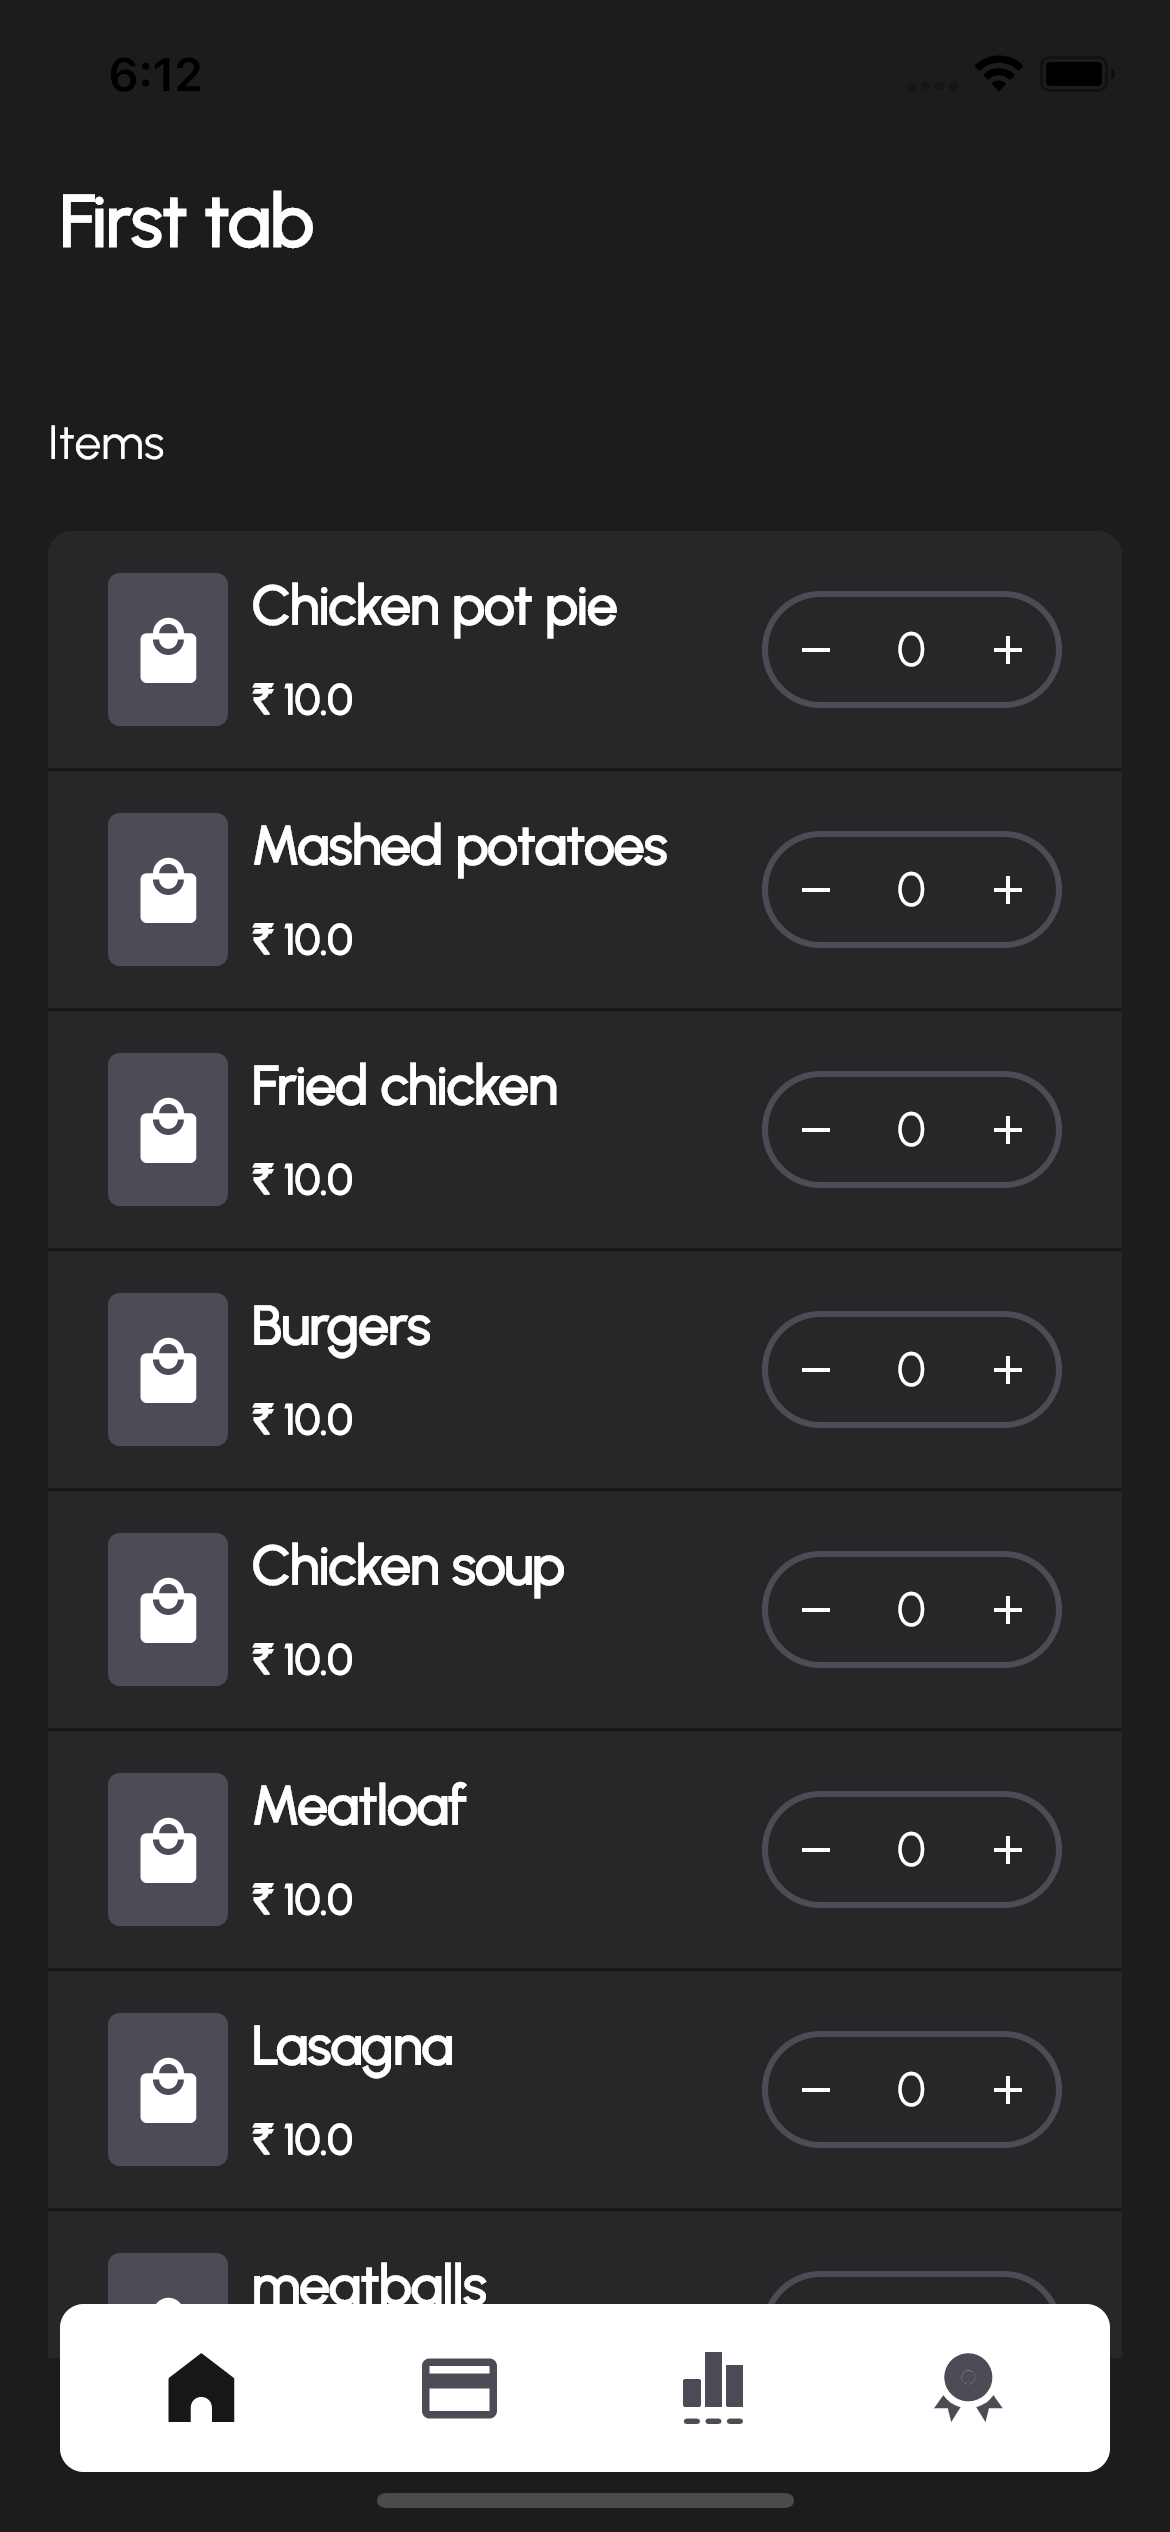 6:12
First tab
Items
Chicken pot pie
₹ 10.0
− 0 +
Mashed potatoes
₹ 10.0
− 0 +
Fried chicken
₹ 10.0
− 0 +
Burgers
₹ 10.0
− 0 +
Chicken soup
₹ 10.0
− 0 +
Meatloaf
₹ 10.0
− 0 +
Lasagna
₹ 10.0
− 0 +
meatballs